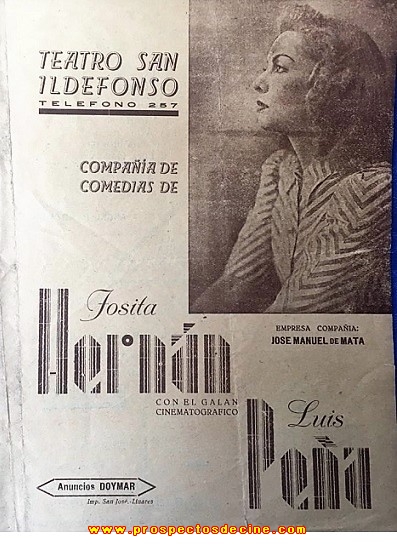 TEATRO SAN
ILDEFONSO
TELEFONO 257
COMPAÑÍA DE
COMEDIAS DE
Josita
Hernán
EMPRESA COMPAÑIA:
JOSE MANUEL DE MATA
CON EL GALAN
CINEMATOGRAFICO
Luis
Peña
Anuncios DOYMAR
Imp. San José.-Linares
www.prospectosdecine.com